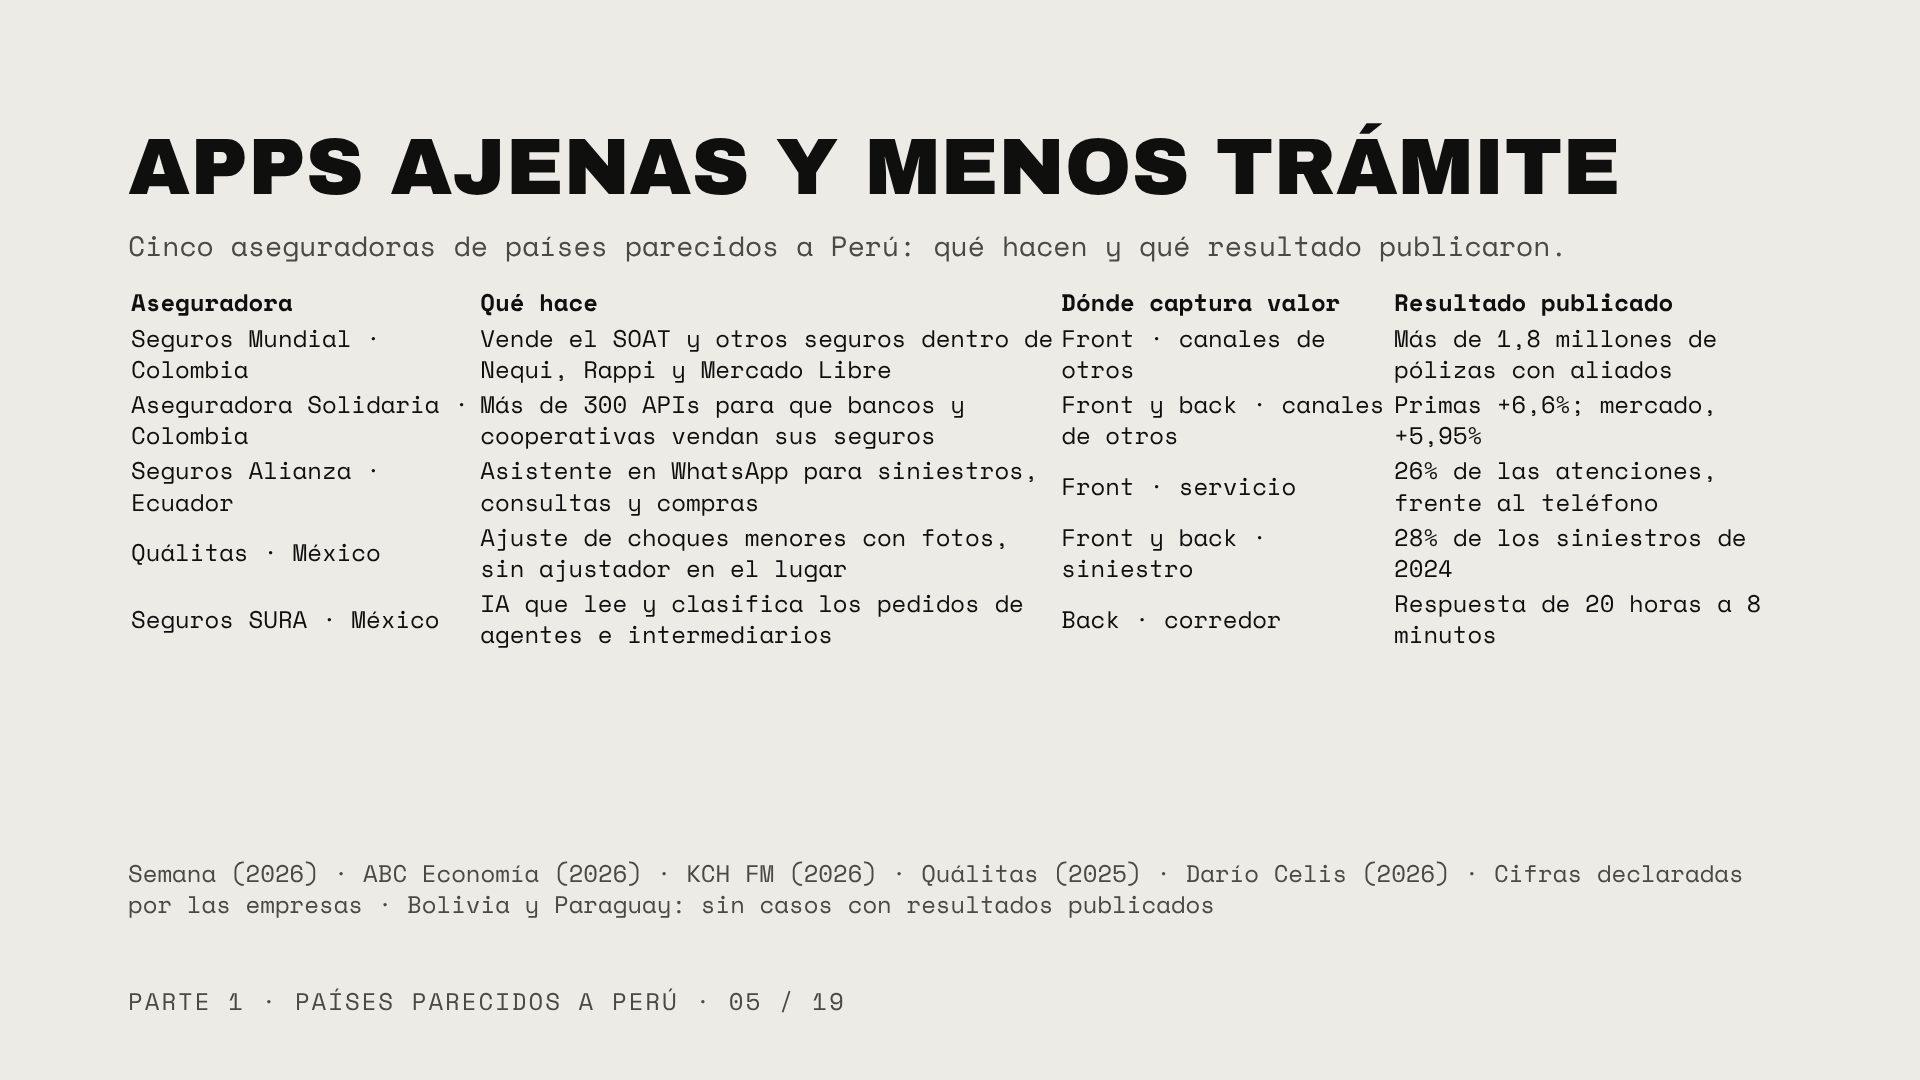 APPS AJENAS Y MENOS TRÁMITE
Cinco aseguradoras de países parecidos a Perú: qué hacen y qué resultado publicaron.
Aseguradora Qué hace Dónde captura valor Resultado publicado
Seguros Mundial ·
Colombia
Vende el SOAT y otros seguros dentro de
Nequi, Rappi y Mercado Libre
Front · canales de
otros
Más de 1,8 millones de
pólizas con aliados
Aseguradora Solidaria ·
Colombia
Más de 300 APIs para que bancos y
cooperativas vendan sus seguros
Front y back · canales
de otros
Primas +6,6%; mercado,
+5,95%
Seguros Alianza ·
Ecuador
Asistente en WhatsApp para siniestros,
consultas y compras
Front · servicio
26% de las atenciones,
frente al teléfono
Quálitas · México
Ajuste de choques menores con fotos,
sin ajustador en el lugar
Front y back ·
siniestro
28% de los siniestros de
2024
Seguros SURA · México
IA que lee y clasifica los pedidos de
agentes e intermediarios
Back · corredor
Respuesta de 20 horas a 8
minutos
Semana (2026) · ABC Economía (2026) · KCH FM (2026) · Quálitas (2025) · Darío Celis (2026) · Cifras declaradas
por las empresas · Bolivia y Paraguay: sin casos con resultados publicados
PARTE 1 · PAÍSES PARECIDOS A PERÚ · 05 / 19